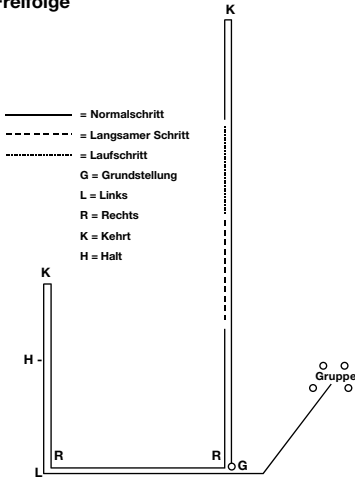 Freifolge
K
= Normalschritt
= Langsamer Schritt
= Laufschritt
G = Grundstellung
L = Links
R = Rechts
K = Kehrt
H = Halt
K
H -
Gruppe
R
R
G
L